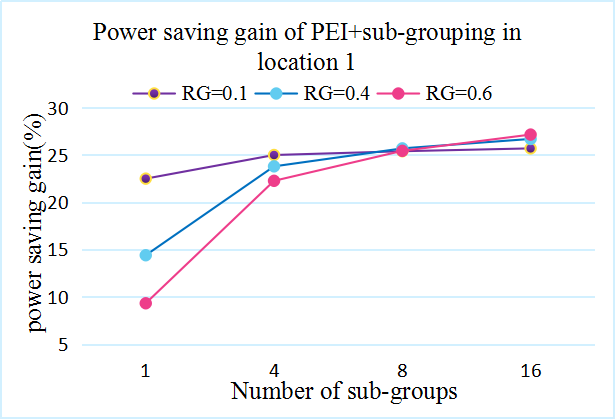 Power saving gain of PEI+sub-grouping in
location 1
RG=0.1 RG=0.4 RG=0.6
power saving gain(%)
30
25
20
15
10
5
1 4 8 16
Number of sub-groups